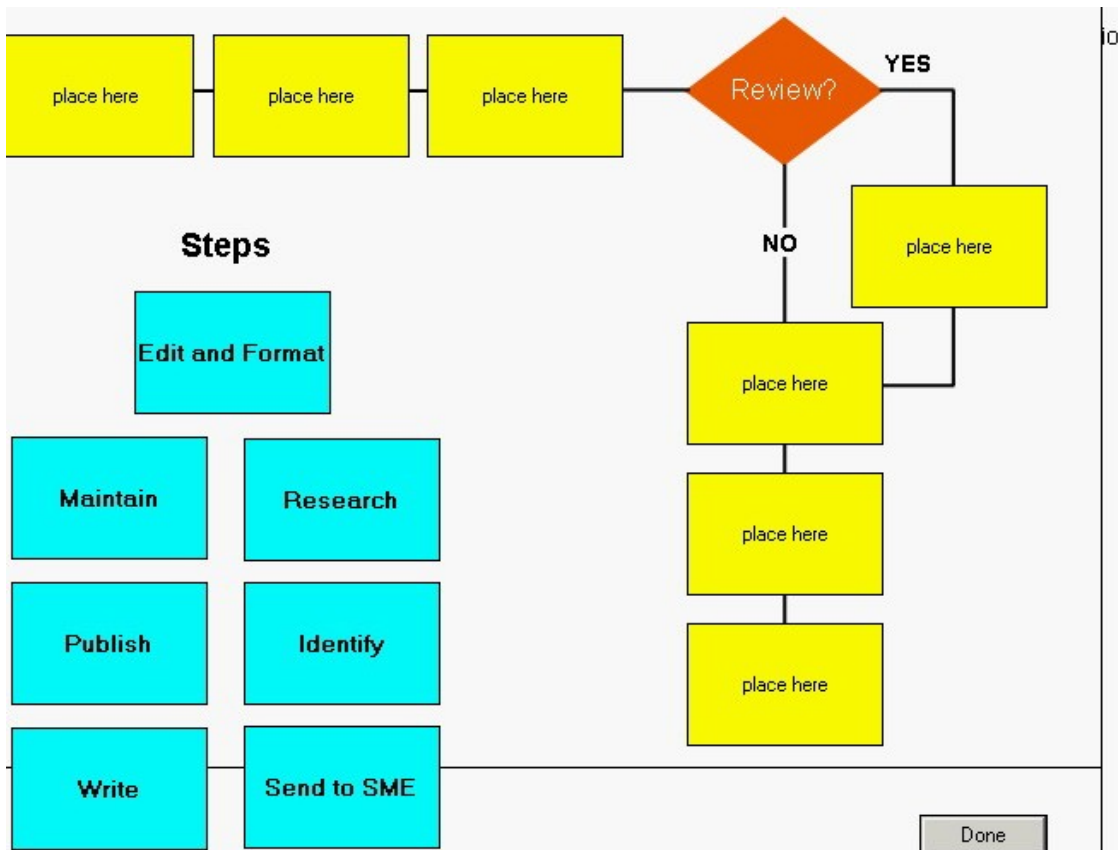 place here
place here
place here
Review?
YES
io
NO
place here
Steps
Edit and Format
place here
Maintain
Research
place here
Publish
Identify
place here
Write
Send to SME
Done